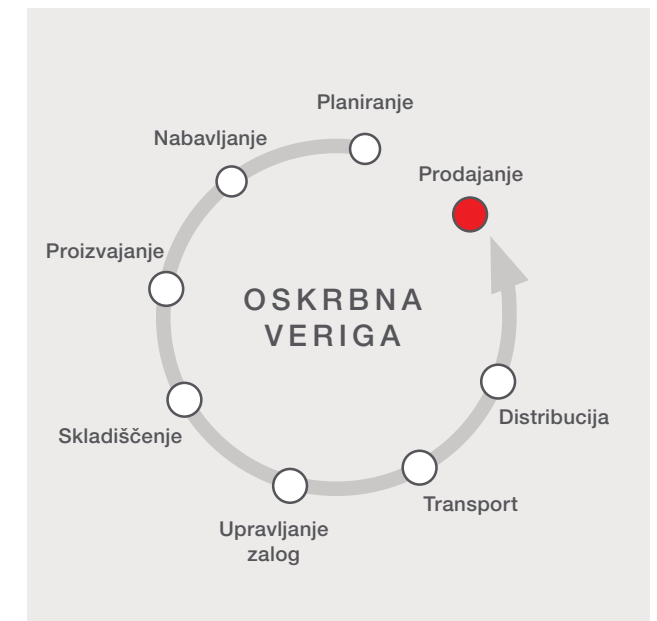 Planiranje
Nabavljanje
Prodajanje
Proizvajanje
OSKRBNA
VERIGA
Skladiščenje
Distribucija
Transport
Upravljanje
zalog